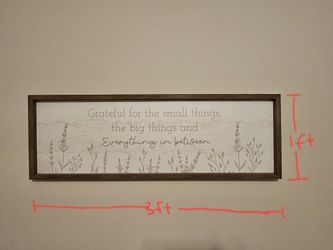 Grateful for the small things,
the big things and
Everything in between
1ft
3ft